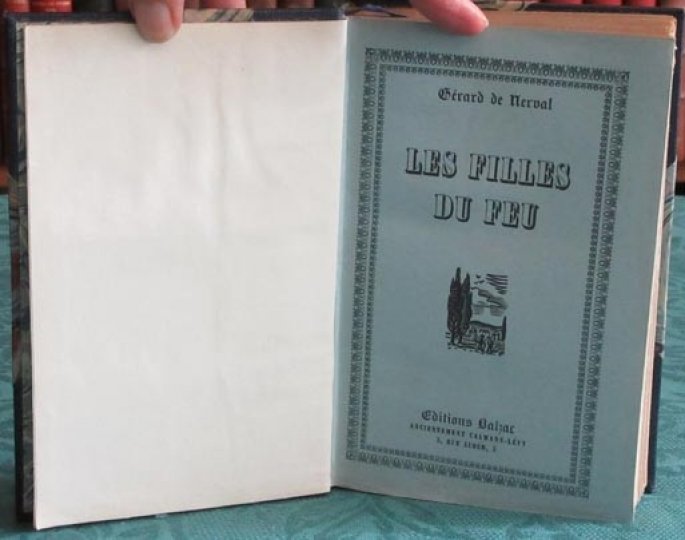 Gérard de Nerval
LES FILLES
DU FEU
Editions Balzac
ANCIENNEMENT CALMANN-LÉVY
3, RUE AUBER, 3